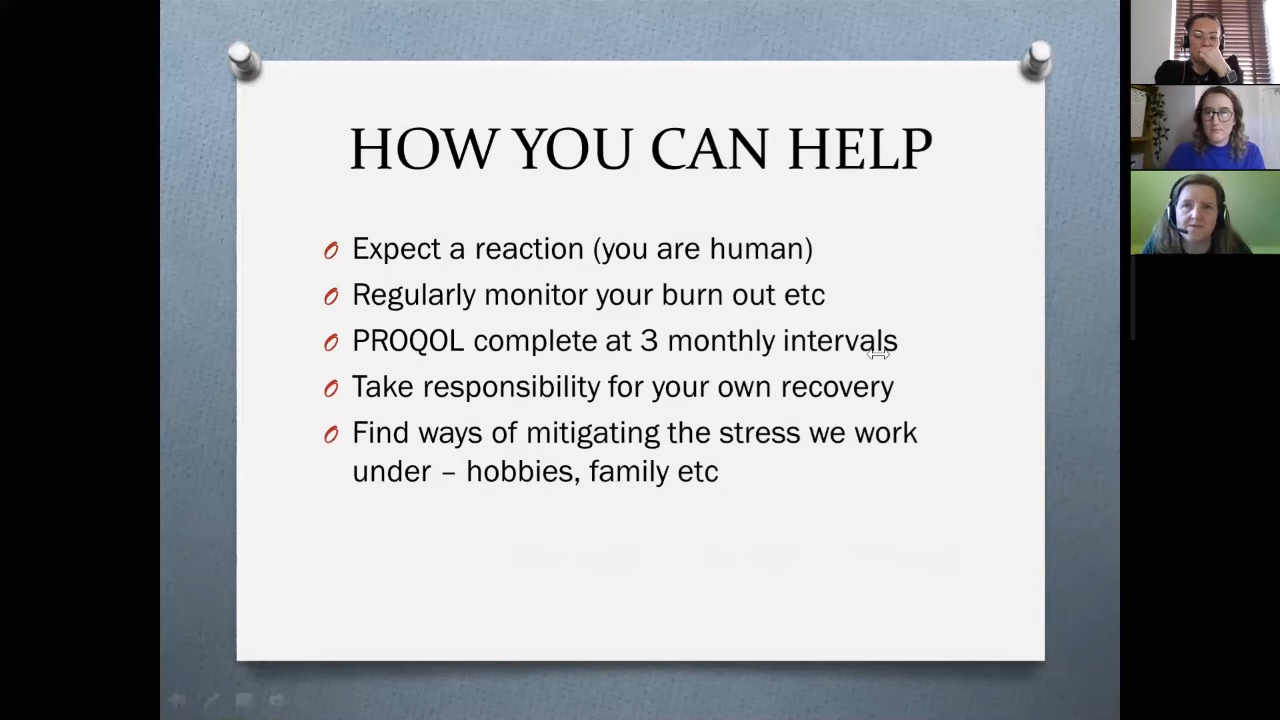 HOW YOU CAN HELP
Expect a reaction (you are human)
Regularly monitor your burn out etc
PROQOL complete at 3 monthly intervals
Take responsibility for your own recovery
Find ways of mitigating the stress we work
under – hobbies, family etc